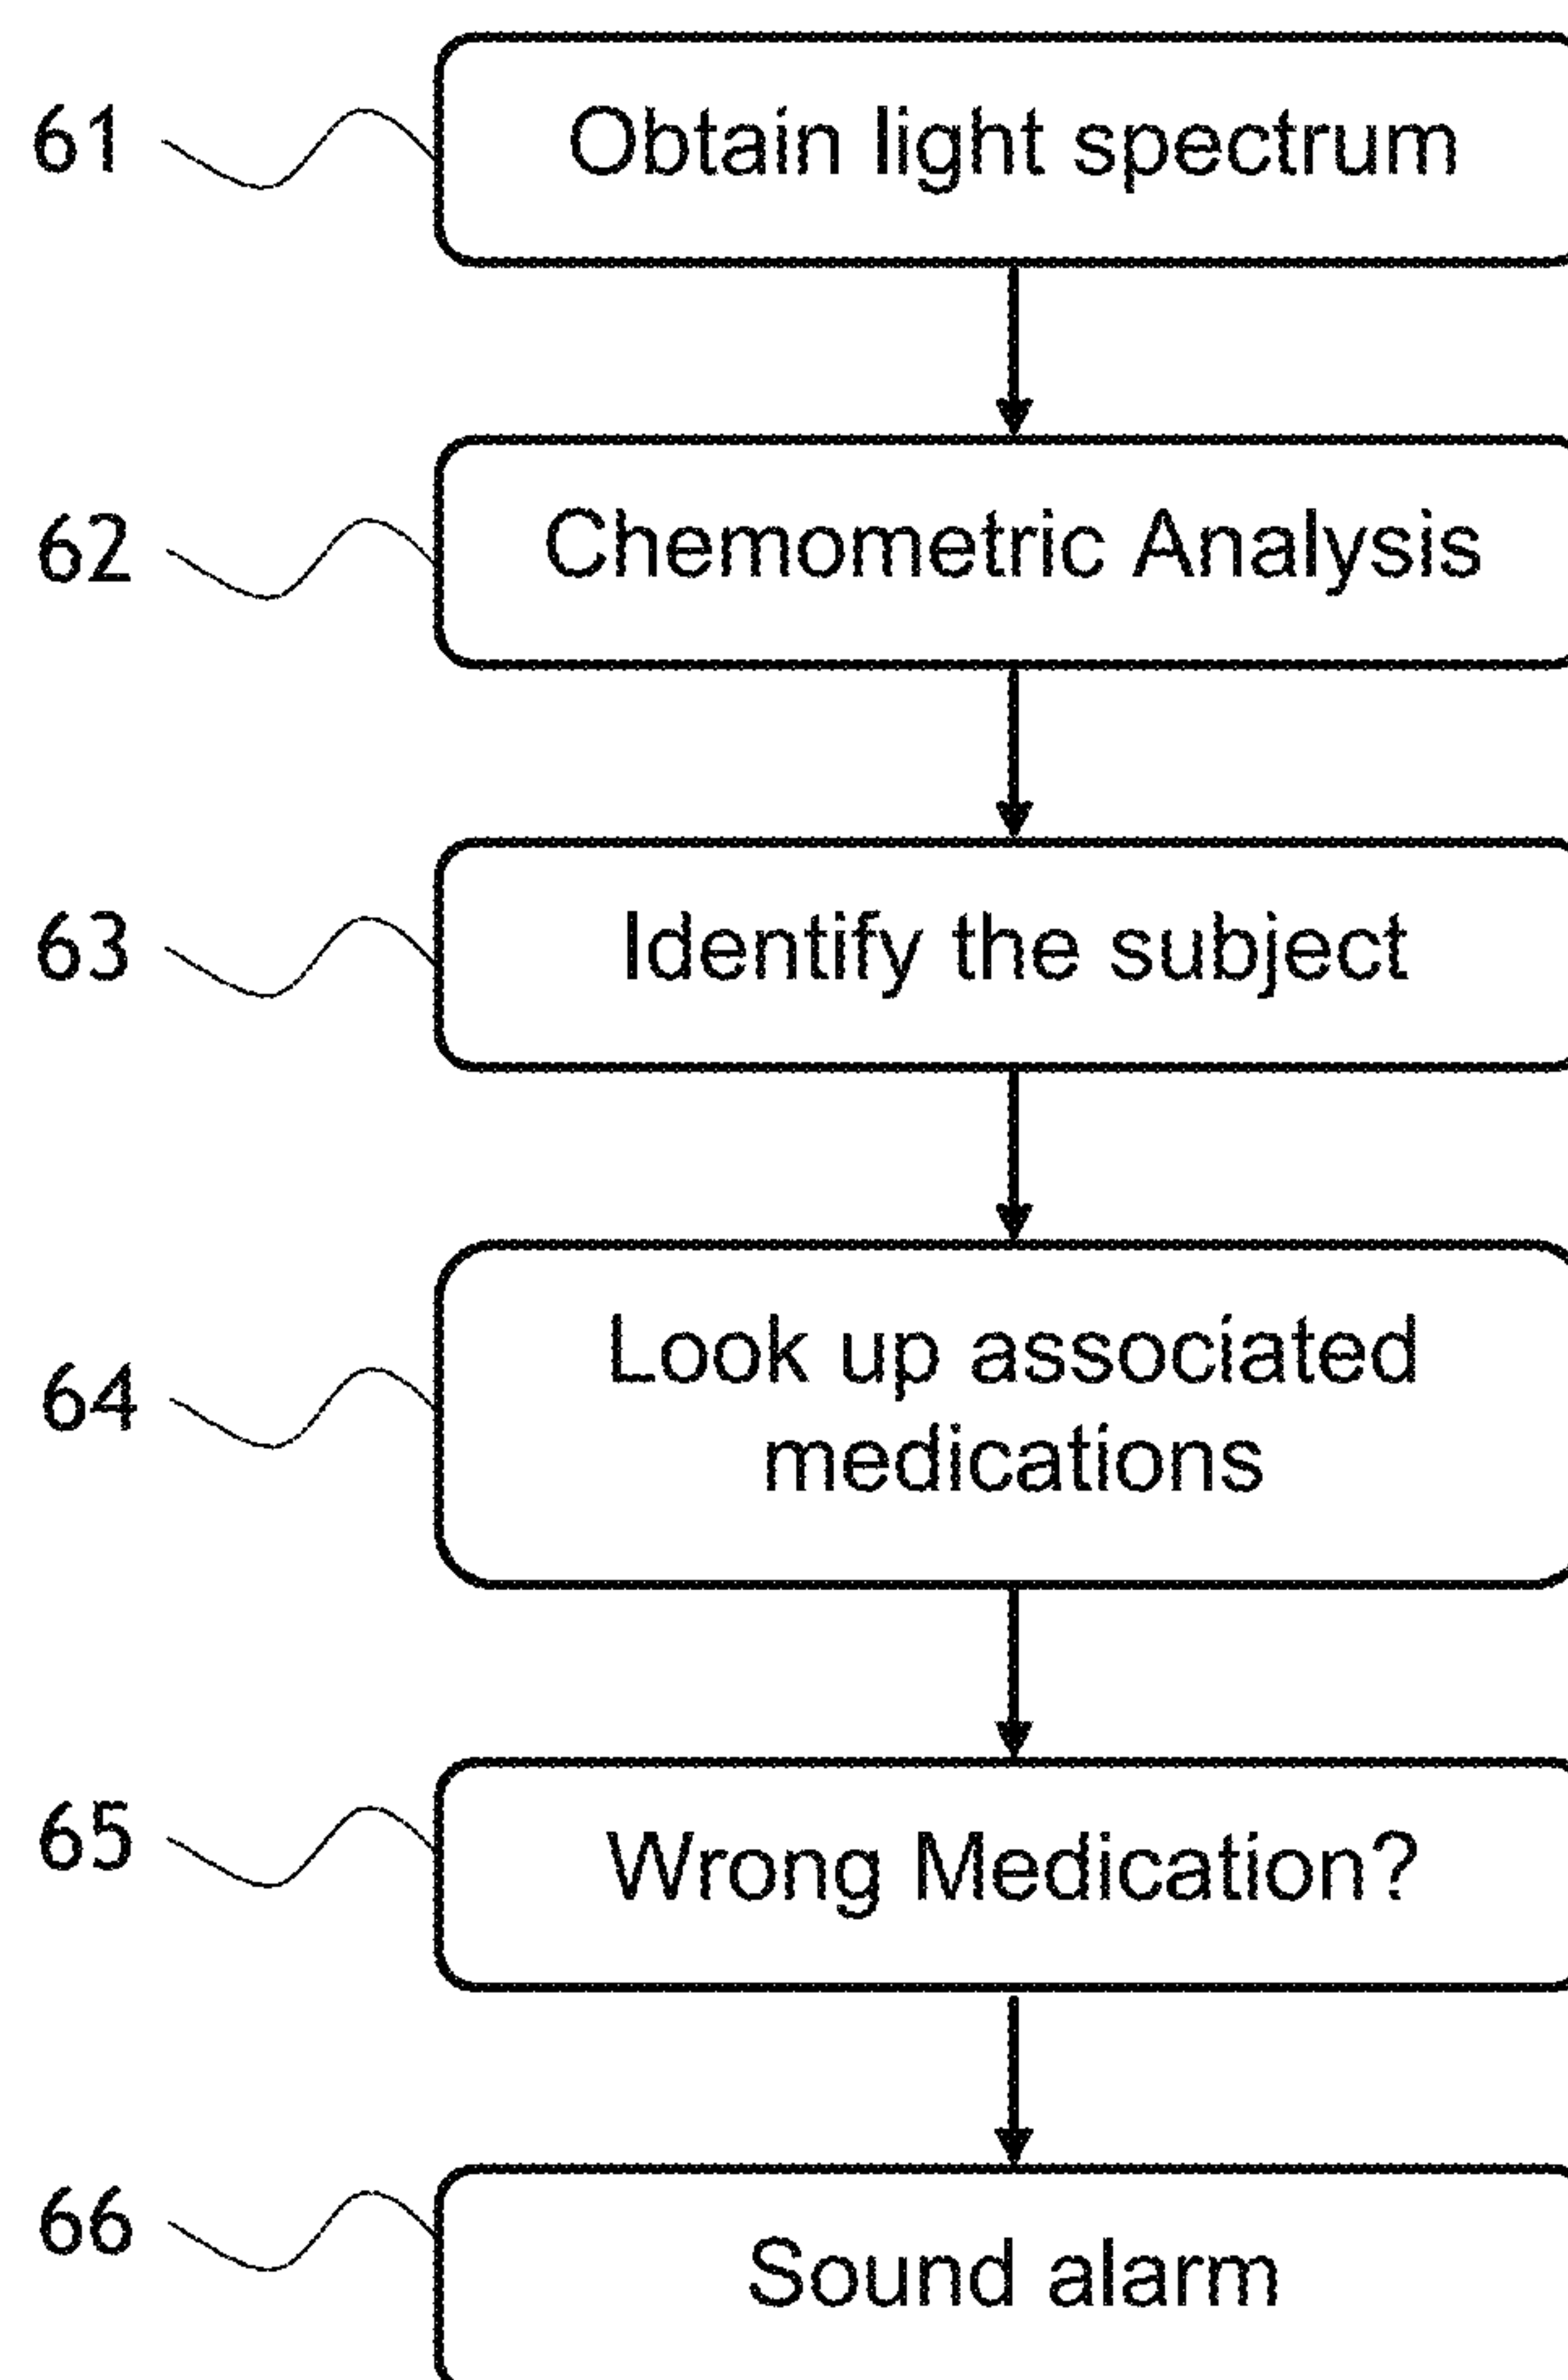 61 Obtain light spectrum
62 Chemometric Analysis
63 Identify the subject
64 Look up associated
medications
65 Wrong Medication?
66 Sound alarm